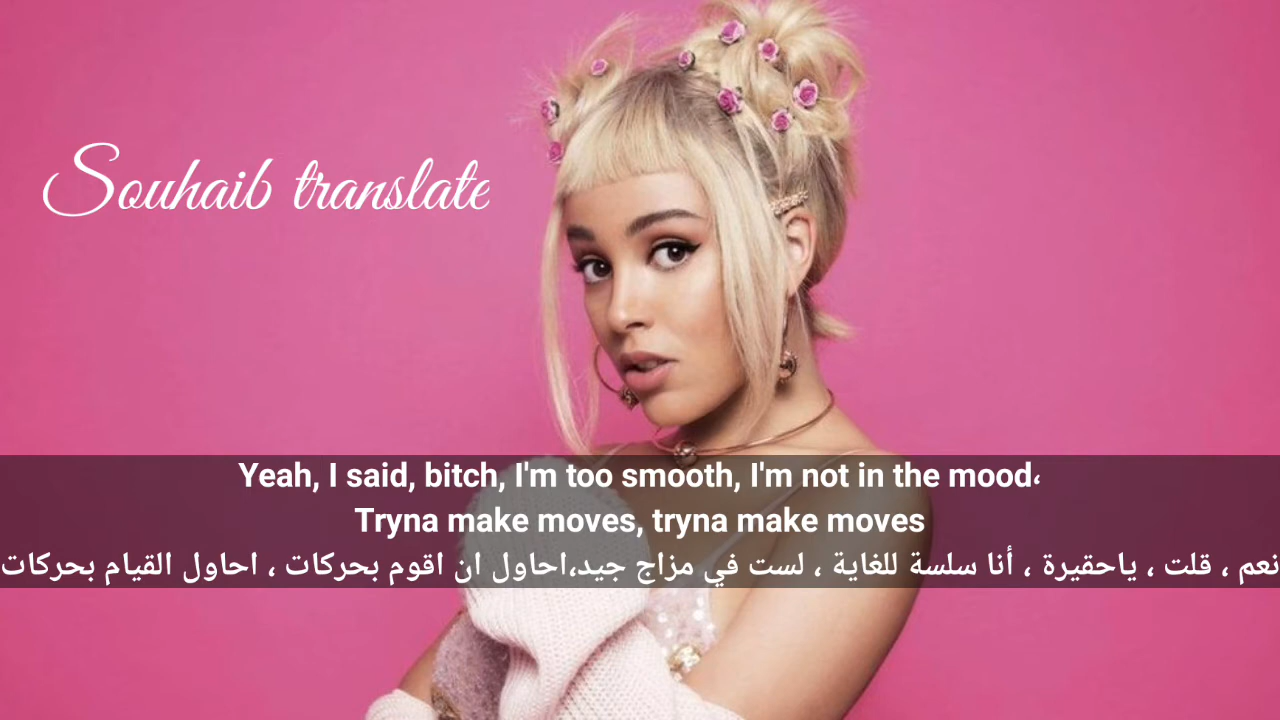 Souhaib translate
Yeah, I said, bitch, I'm too smooth, I'm not in the mood،
Tryna make moves, tryna make moves
نعم ، قلت ، ياحقيرة ، أنا سلسة للغاية ، لست في مزاج جيد،احاول ان اقوم بحركات ، احاول القيام بحركات